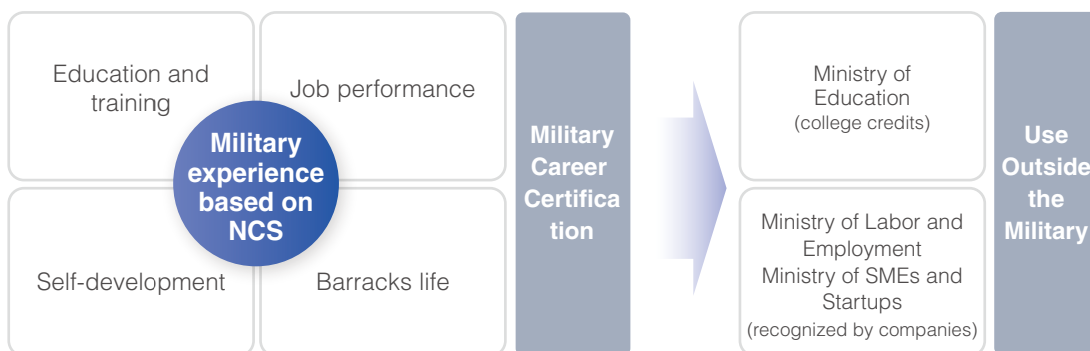 Education and
training
Job performance
Military
experience
based on
NCS
Self-development
Barracks life
Military
Career
Certifica
tion
Ministry of
Education
(college credits)
Ministry of Labor and
Employment
Ministry of SMEs and
Startups
(recognized by companies)
Use
Outside
the
Military